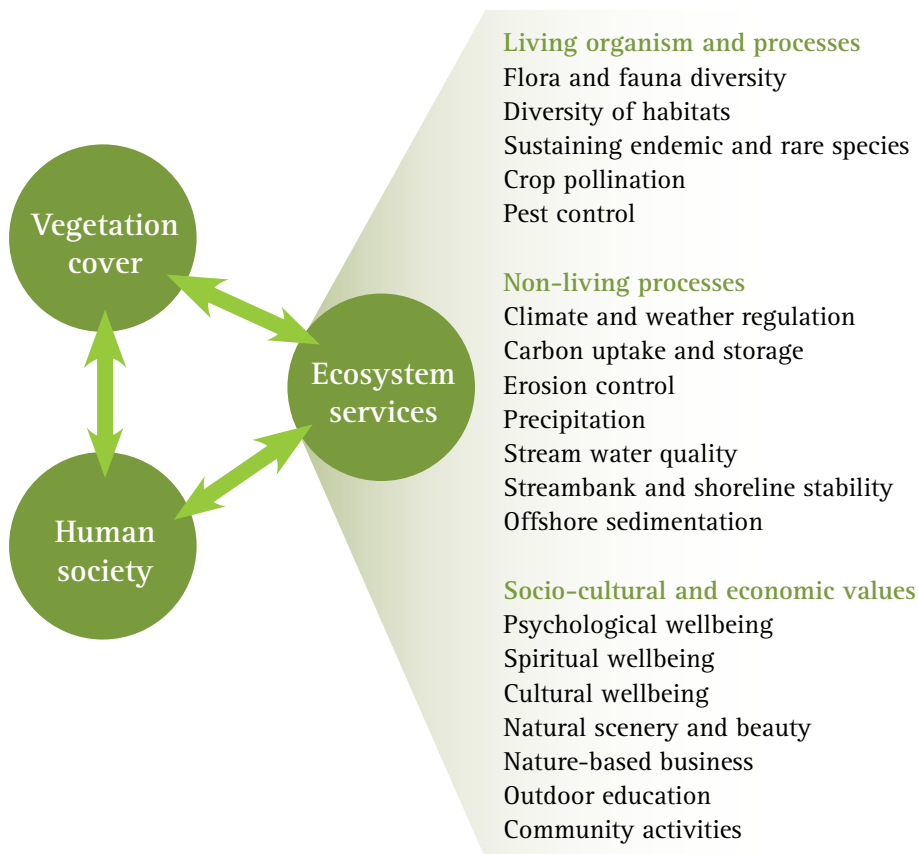 Vegetation
cover
Human
society
Ecosystem
services
Living organism and processes
Flora and fauna diversity
Diversity of habitats
Sustaining endemic and rare species
Crop pollination
Pest control
Non-living processes
Climate and weather regulation
Carbon uptake and storage
Erosion control
Precipitation
Stream water quality
Streambank and shoreline stability
Offshore sedimentation
Socio-cultural and economic values
Psychological wellbeing
Spiritual wellbeing
Cultural wellbeing
Natural scenery and beauty
Nature-based business
Outdoor education
Community activities